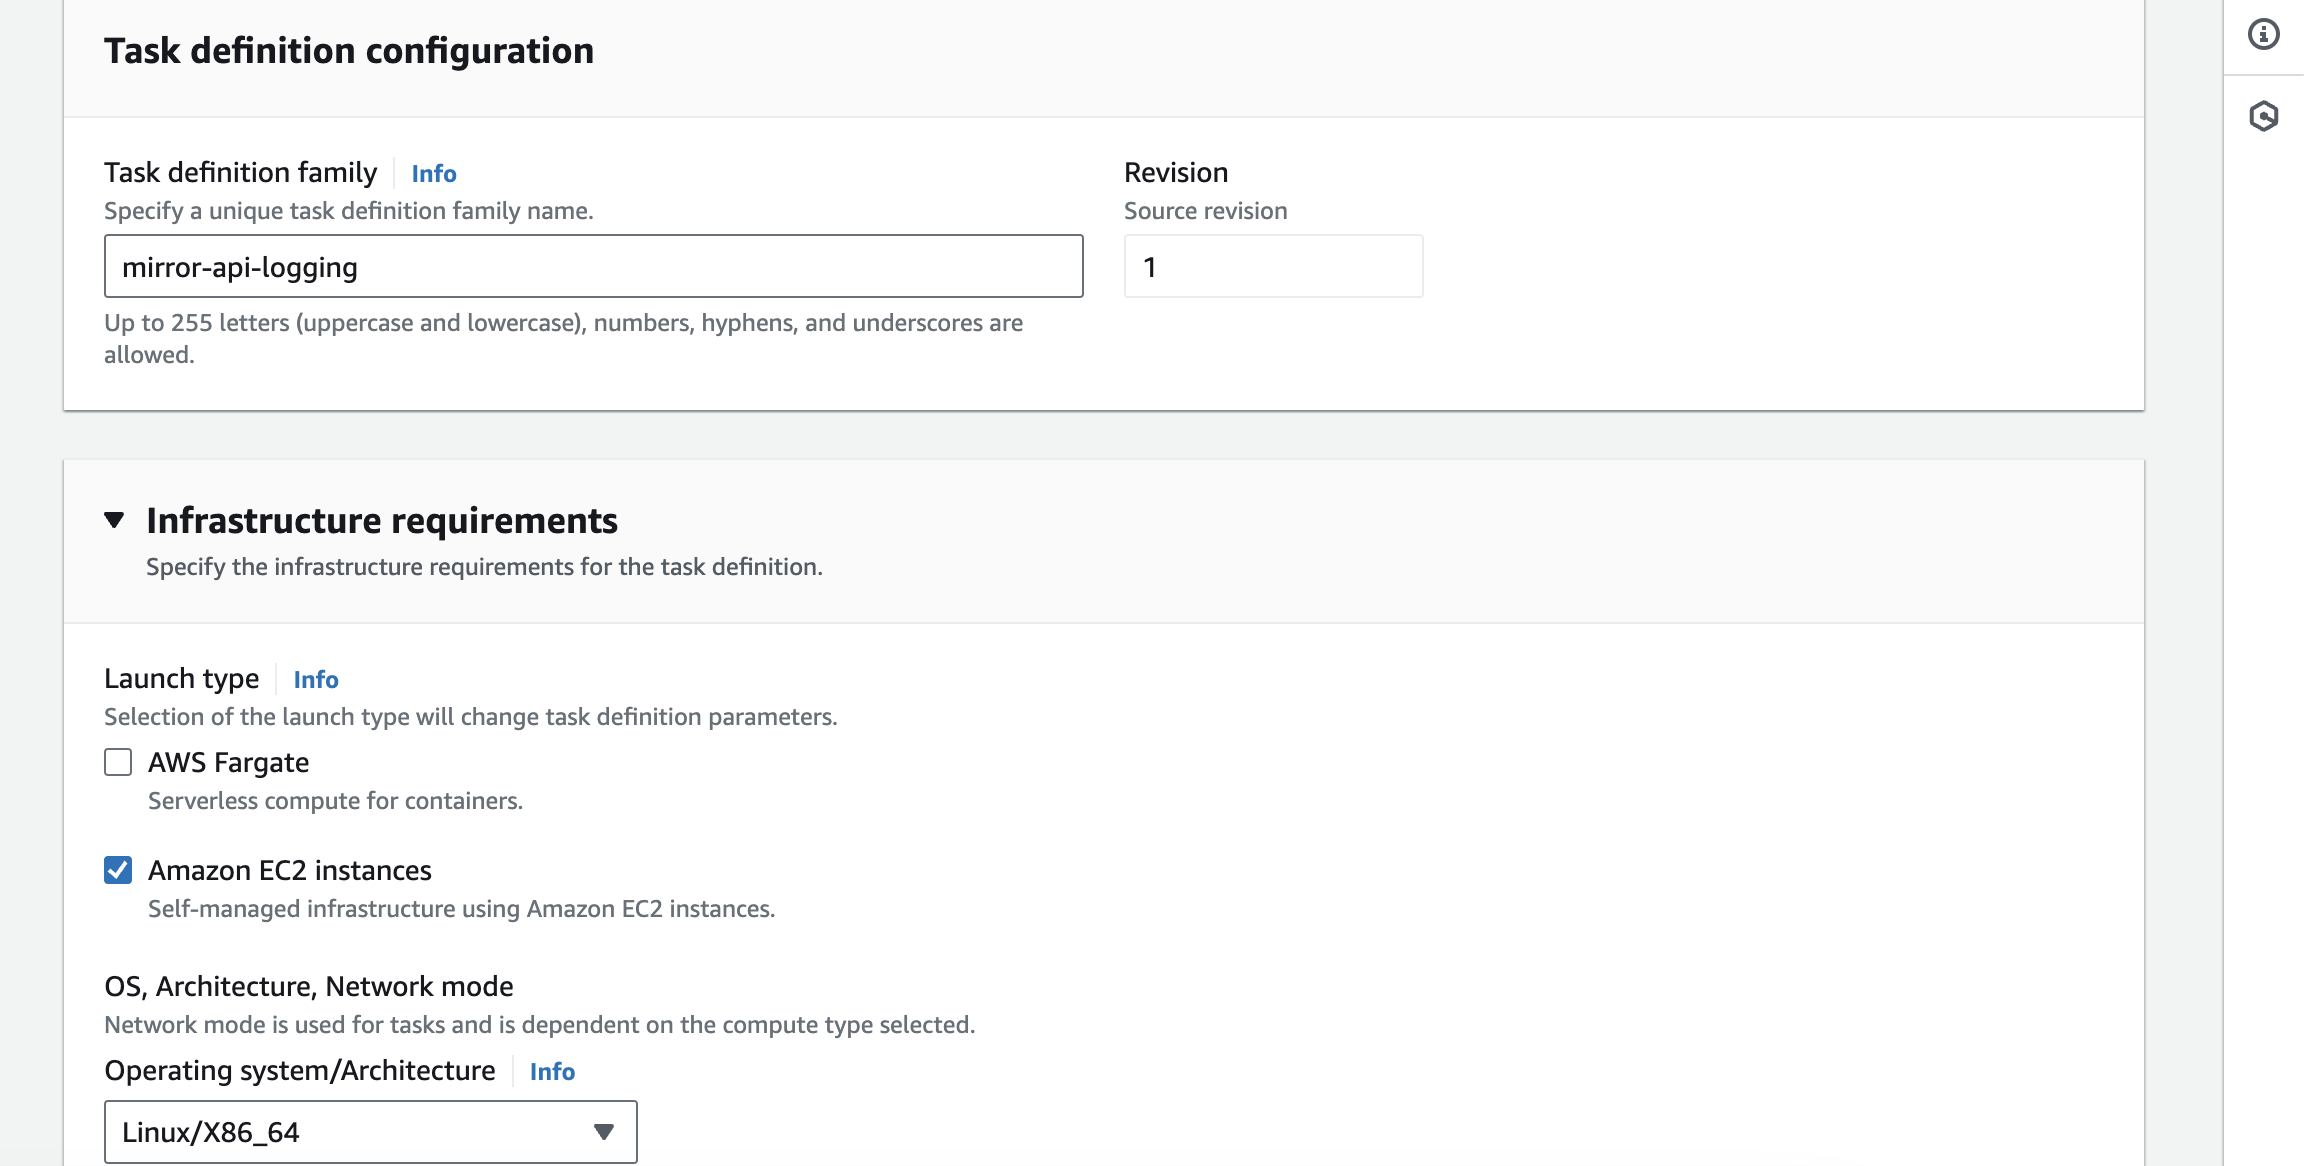 Task definition configuration
Task definition family
Info
Revision
Specify a unique task definition family name.
Source revision
mirror-api-logging
1
Up to 255 letters (uppercase and lowercase), numbers, hyphens, and underscores are
allowed.
Infrastructure requirements
Specify the infrastructure requirements for the task definition.
Launch type
Info
Selection of the launch type will change task definition parameters.
AWS Fargate
Serverless compute for containers.
Amazon EC2 instances
Self-managed infrastructure using Amazon EC2 instances.
OS, Architecture, Network mode
Network mode is used for tasks and is dependent on the compute type selected.
Operating system/Architecture
Info
Linux/X86_64